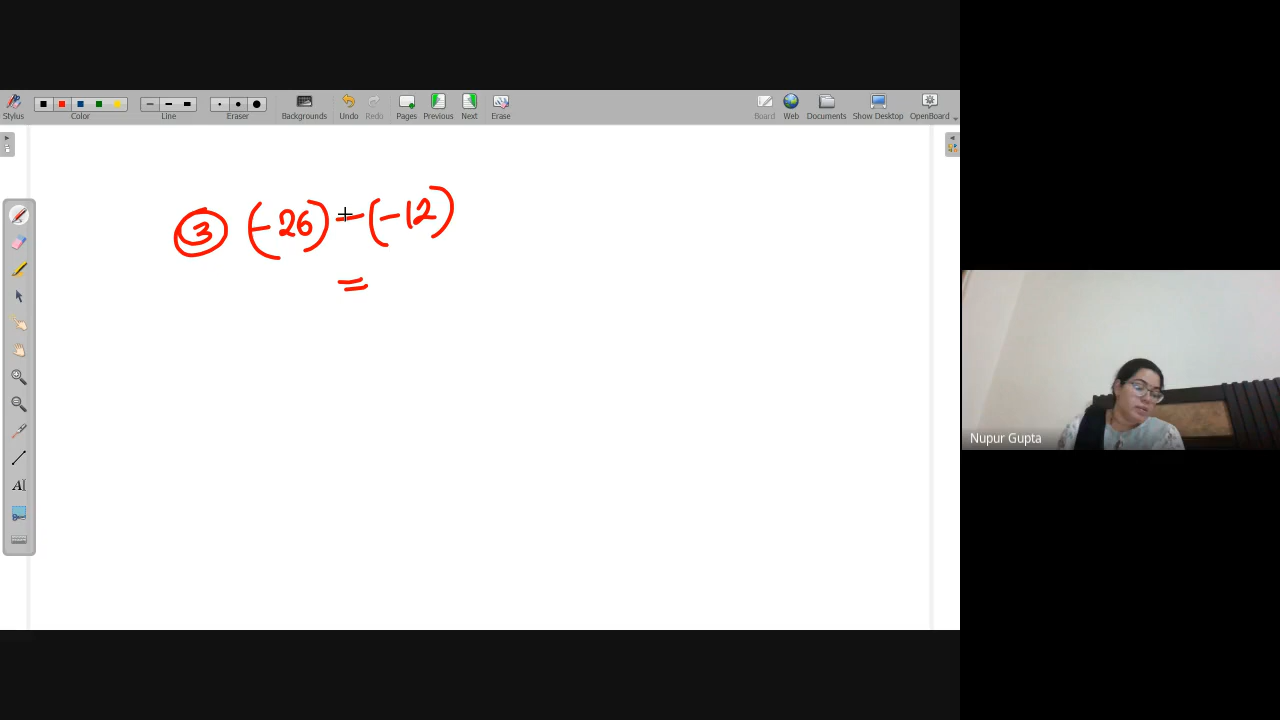 Stylus Color Line Eraser Backgrounds Undo Redo Pages Previous Next Erase Board Web Documents Show Desktop OpenBoard
③ (-26) - (-12)
=
A
Nupur Gupta